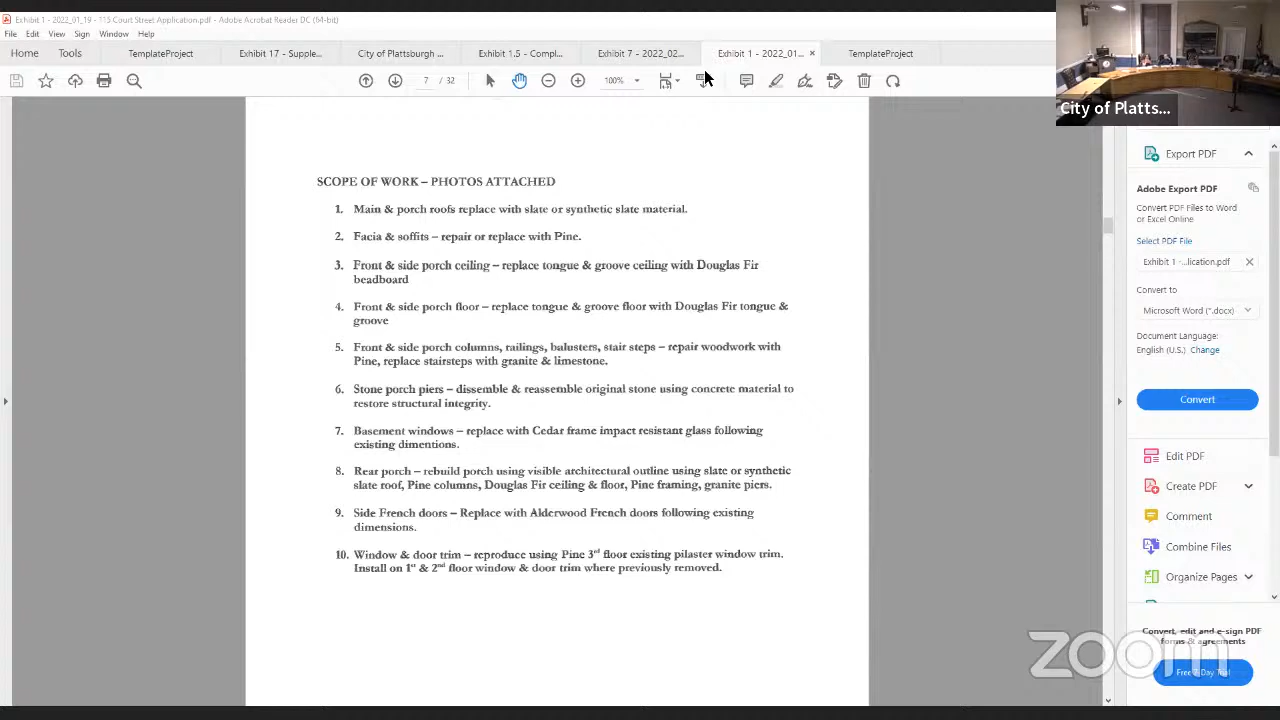 Exhibit 1 - 2022_01_19 - 115 Court Street Application.pdf - Adobe Acrobat Reader DC (64-bit)
File Edit View Sign Window Help
Home Tools TemplateProject Exhibit 17 - Supple... City of Plattsburgh ... Exhibit 1.5 - Compl... Exhibit 7 - 2022_02... Exhibit 1 - 2022_01... × TemplateProject
7 / 32 100%
City of Platts...
SCOPE OF WORK – PHOTOS ATTACHED
1. Main & porch roofs replace with slate or synthetic slate material.
2. Facia & soffits – repair or replace with Pine.
3. Front & side porch ceiling – replace tongue & groove ceiling with Douglas Fir
beadboard
4. Front & side porch floor – replace tongue & groove floor with Douglas Fir tongue &
groove
5. Front & side porch columns, railings, balusters, stair steps – repair woodwork with
Pine, replace stairsteps with granite & limestone.
6. Stone porch piers – dissemble & reassemble original stone using concrete material to
restore structural integrity.
7. Basement windows – replace with Cedar frame impact resistant glass following
existing dimentions.
8. Rear porch – rebuild porch using visible architectural outline using slate or synthetic
slate roof, Pine columns, Douglas Fir ceiling & floor, Pine framing, granite piers.
9. Side French doors – Replace with Alderwood French doors following existing
dimensions.
10. Window & door trim – reproduce using Pine 3rd floor existing pilaster window trim.
Install on 1st & 2nd floor window & door trim where previously removed.
Export PDF
Adobe Export PDF
Convert PDF Files to Word
or Excel Online
Select PDF File
Exhibit 1 -...lication.pdf
Convert to
Microsoft Word (*.docx)
Document Language:
English (U.S.) Change
Convert
Edit PDF
Create PDF
Comment
Combine Files
Organize Pages
Convert, edit and e-sign PDF
forms & agreements
Free 7-Day Trial
zoom